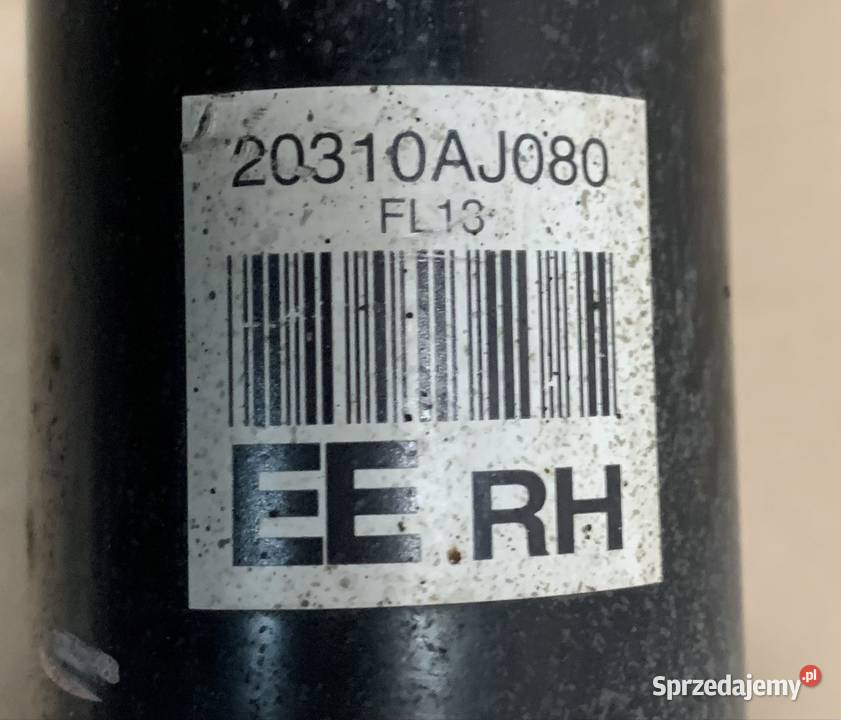 20310AJ080
FL13
EE RH
Sprzedajemy.pl